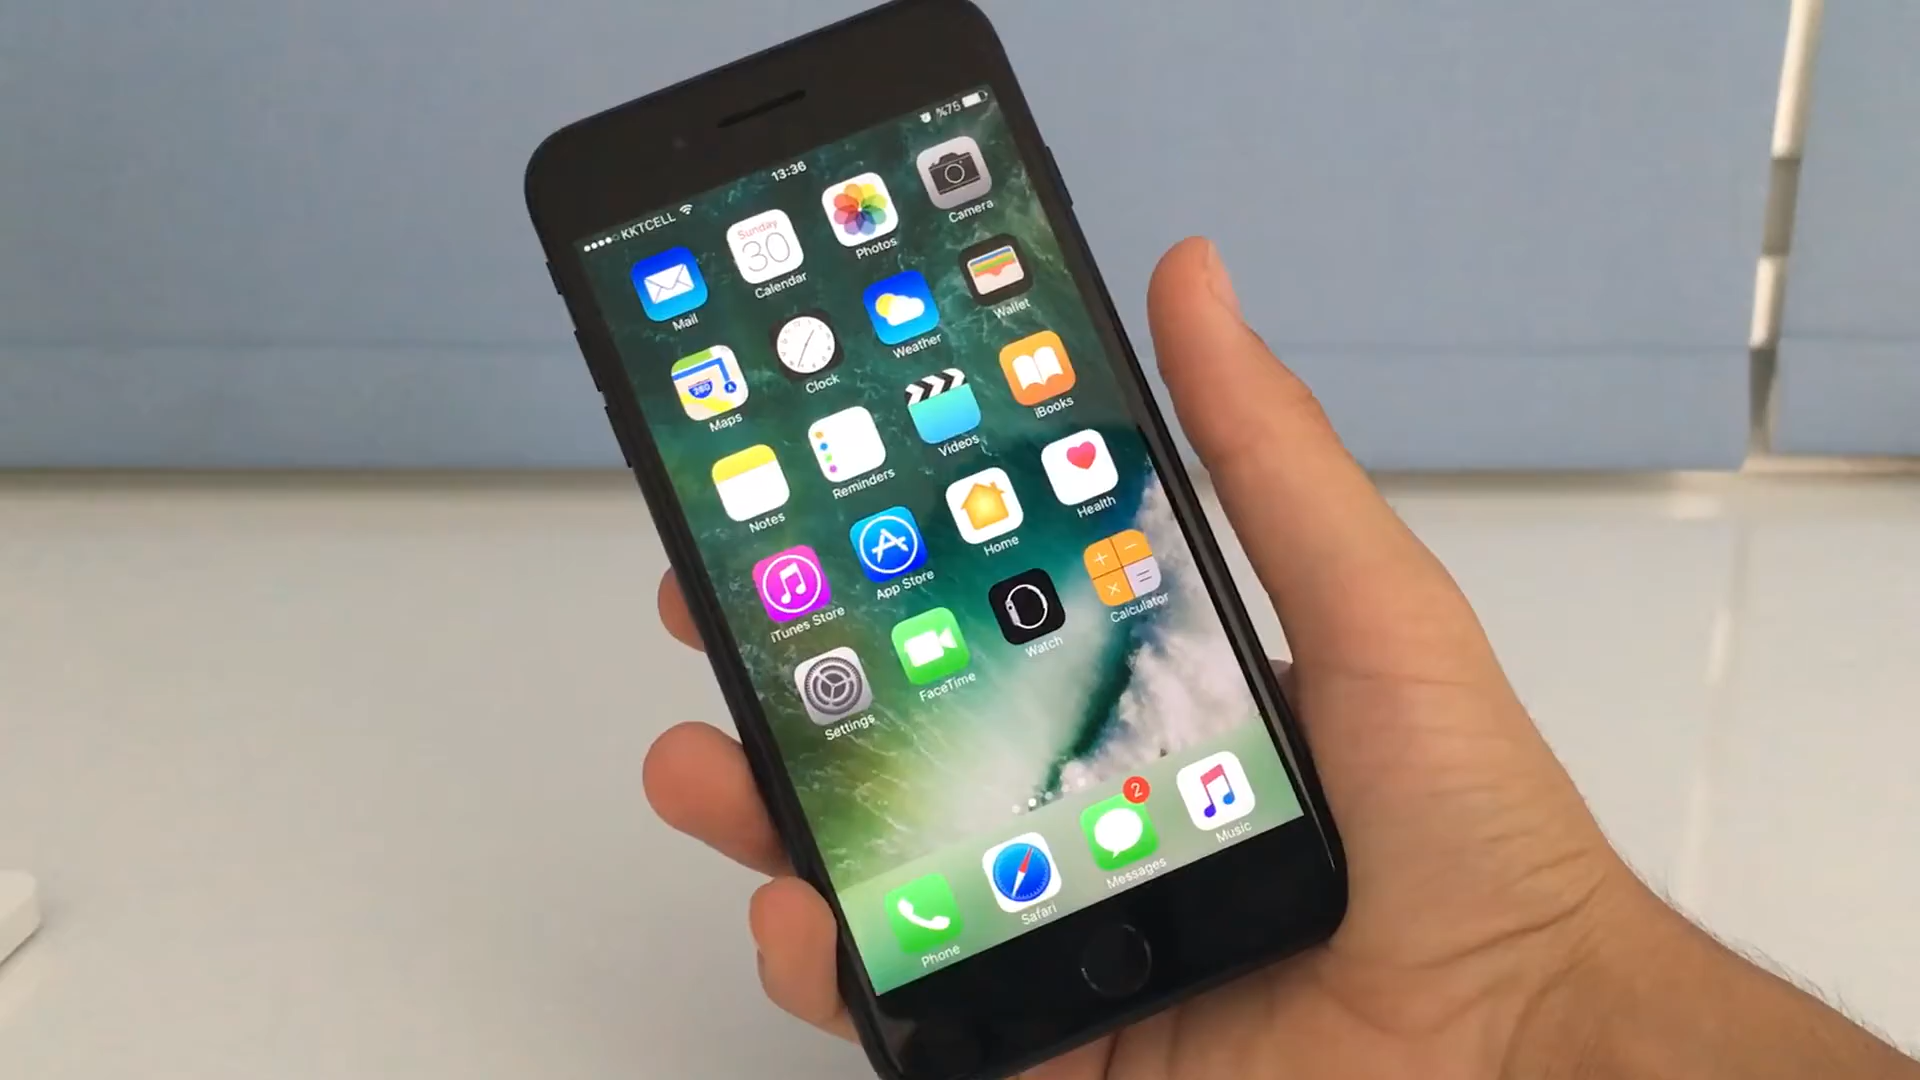 KKTCELL 13:36 %75
Sunday
30
Mail Calendar Photos Camera
280
Maps Clock Weather Wallet
Notes Reminders Videos iBooks
iTunes Store App Store Home Health
Settings FaceTime Watch Calculator
2
Phone Safari Messages Music